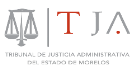 TJA
TRIBUNAL DE JUSTICIA ADMINISTRATIVA
DEL ESTADO DE MORELOS